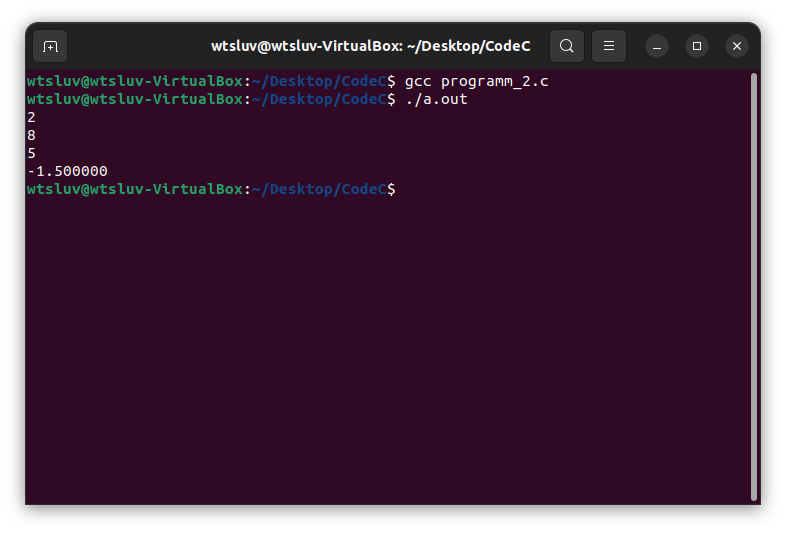 wtsluv@wtsluv-VirtualBox: ~/Desktop/CodeC
wtsluv@wtsluv-VirtualBox:~/Desktop/CodeC$ gcc programm_2.c
wtsluv@wtsluv-VirtualBox:~/Desktop/CodeC$ ./a.out
2
8
5
-1.500000
wtsluv@wtsluv-VirtualBox:~/Desktop/CodeC$